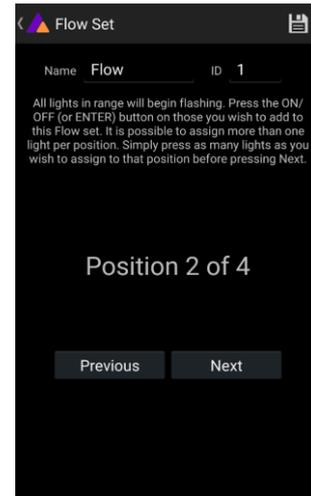 Flow Set
Name Flow ID 1
All lights in range will begin flashing. Press the ON/
OFF (or ENTER) button on those you wish to add to
this Flow set. It is possible to assign more than one
light per position. Simply press as many lights as you
wish to assign to that position before pressing Next.
Position 2 of 4
Previous Next